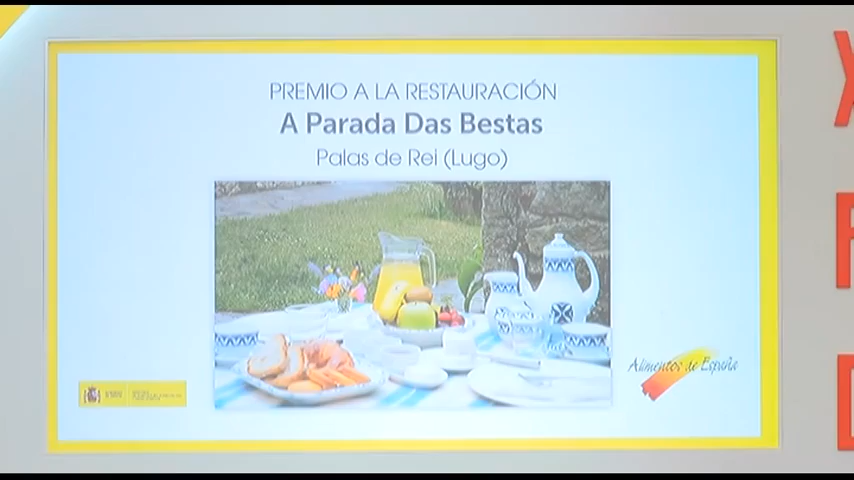 PREMIO A LA RESTAURACIÓN
A Parada Das Bestas
Palas de Rei (Lugo)
Alimentos de España